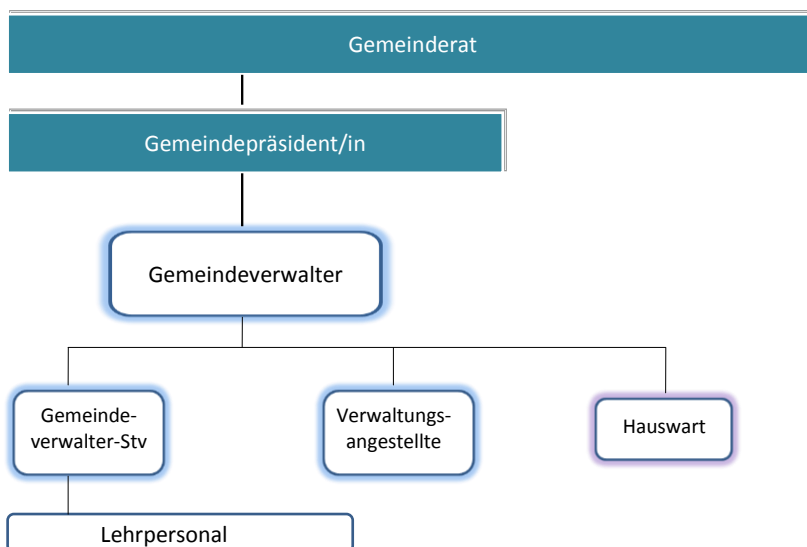 Gemeinderat
Gemeindepräsident/in
Gemeindeverwalter
Gemeinde-
verwalter-Stv
Verwaltungs-
angestellte
Hauswart
Lehrpersonal